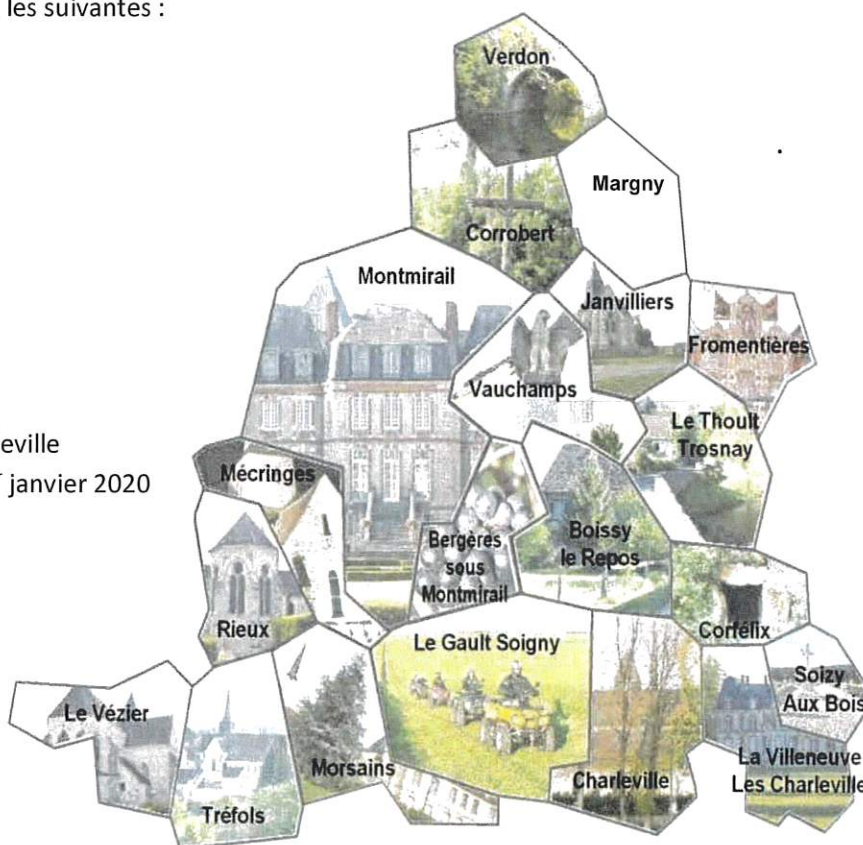 les suivantes :
Verdon
Margny
Corrobert
Montmirail
Janvilliers
Fromentières
Vauchamps
Le Thoult
Trosnay
eville
janvier 2020
Mécringes
Boissy
le Repos
Bergères
sous
Montmirail
Rieux
Corfélix
Le Gault Soigny
Soizy
Aux Bois
Le Vézier
La Villeneuve
Les Charleville
Morsains
Charleville
Tréfols